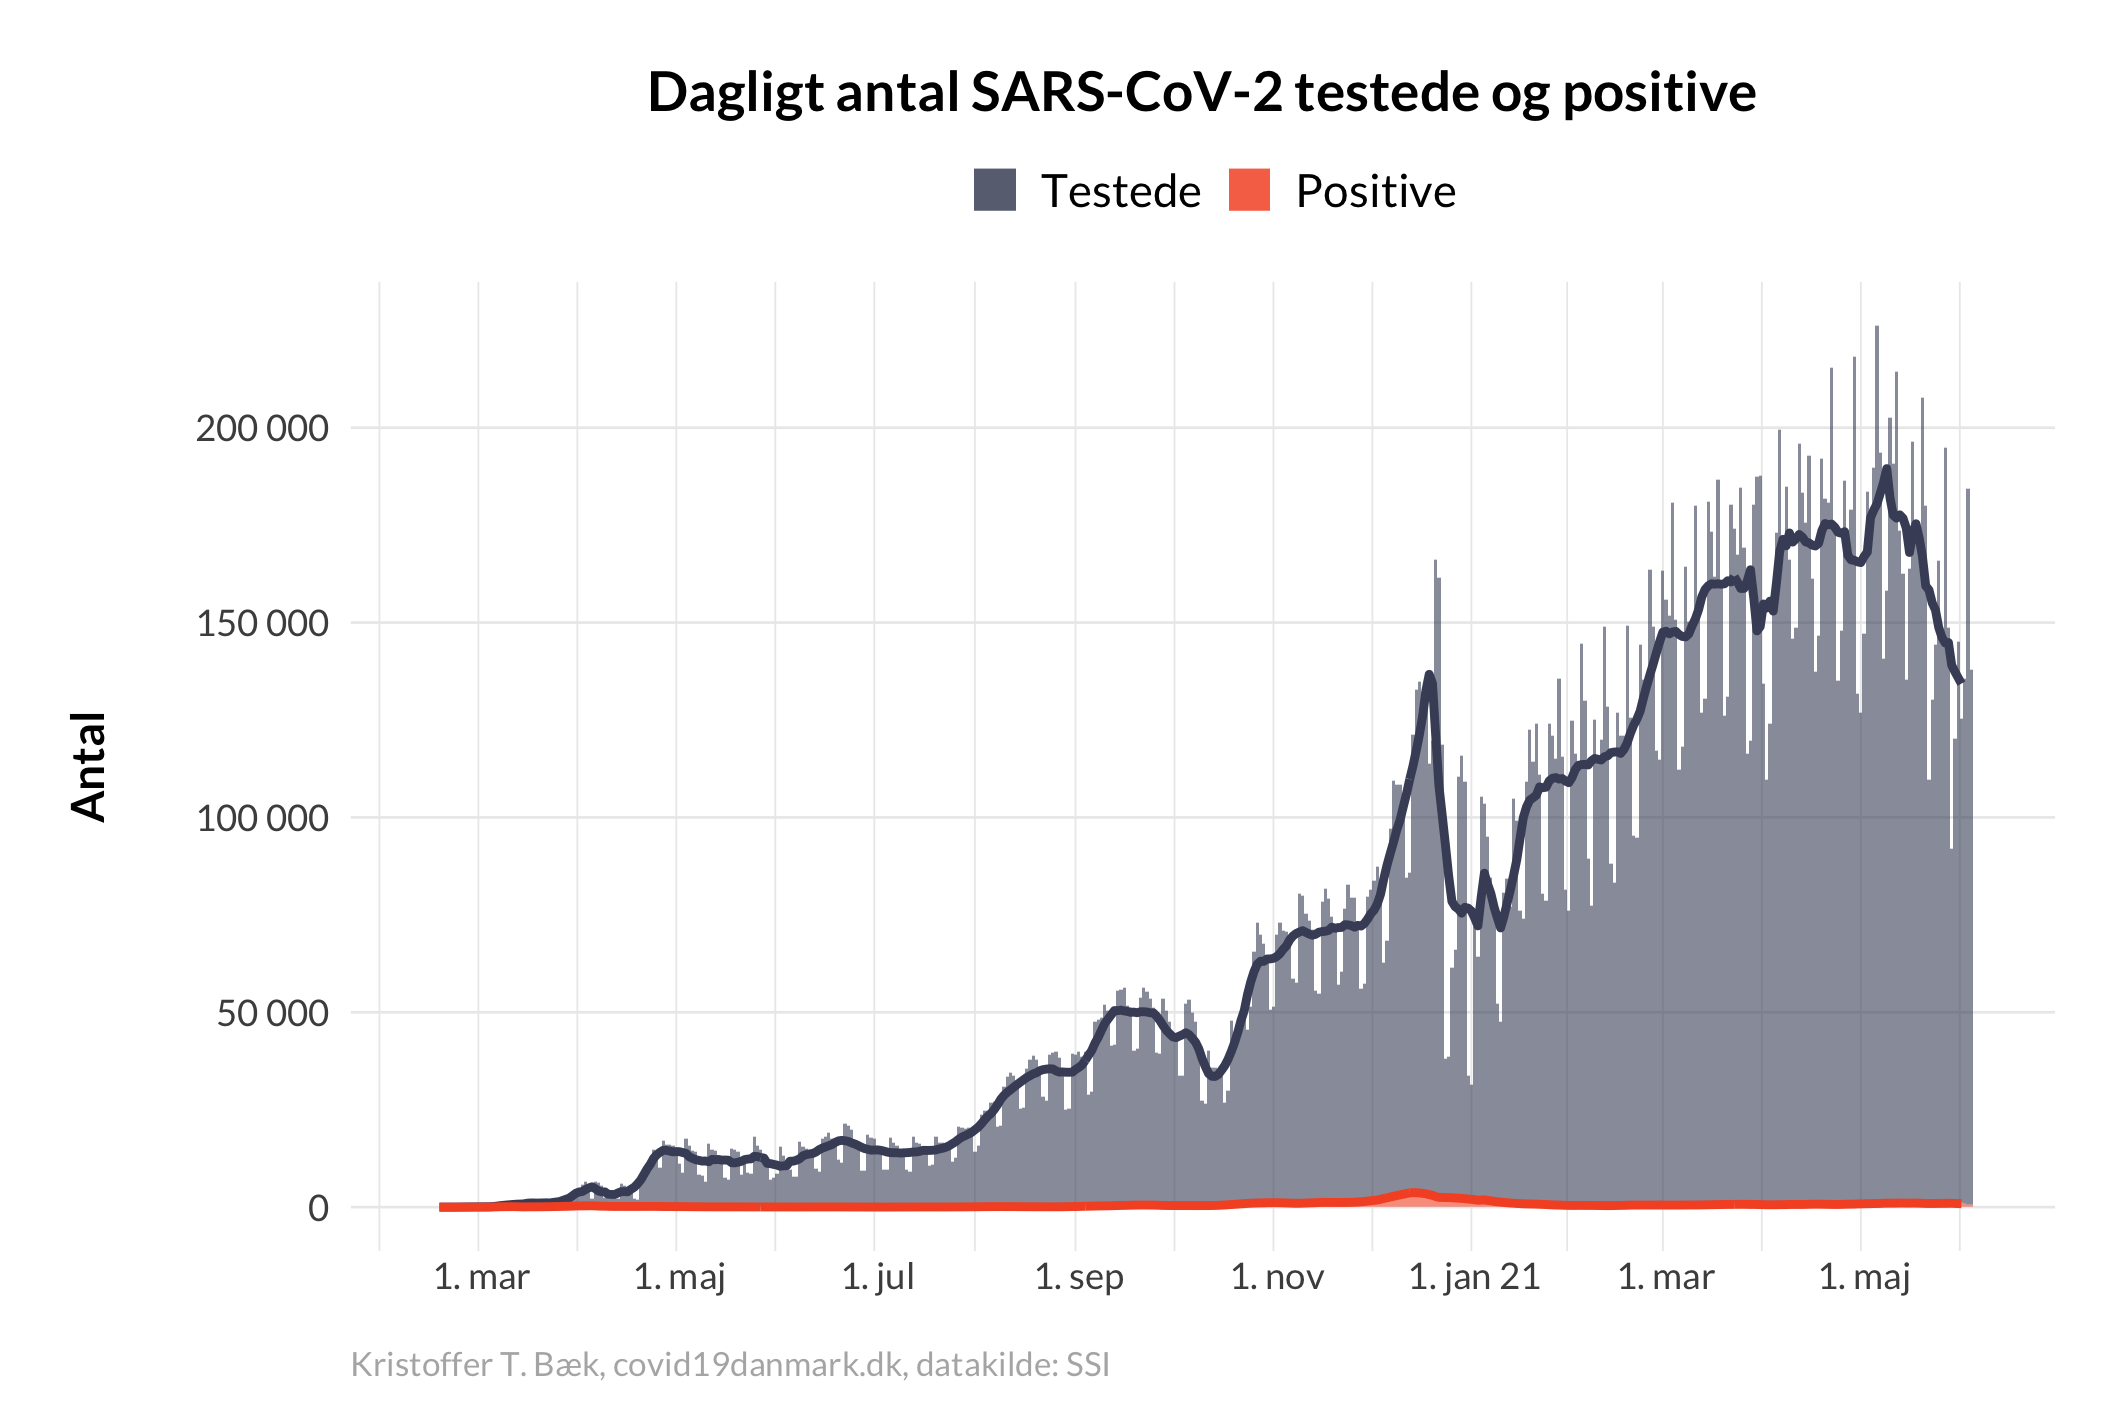 Dagligt antal SARS-CoV-2 testede og positive
Testede Positive
Antal
200 000
150 000
100 000
50 000
0
1. mar 1. maj 1. jul 1. sep 1. nov 1. jan 21 1. mar 1. maj
Kristoffer T. Bæk, covid19danmark.dk, datakilde: SSI